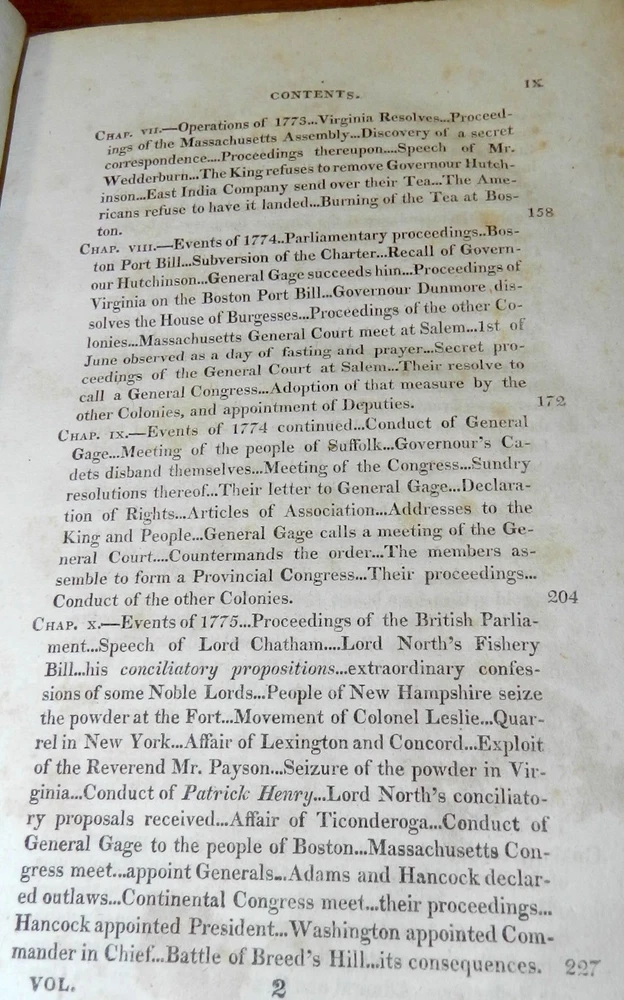 CONTENTS.
IX
CHAP. VII.—Operations of 1773...Virginia Resolves...Proceed-
ings of the Massachusetts Assembly...Discovery of a secret
correspondence....Proceedings thereupon....Speech of Mr.
Wedderburn...The King refuses to remove Governour Hutch-
inson...East India Company send over their Tea...The Ame-
ricans refuse to have it landed...Burning of the Tea at Bos-
ton. 158
CHAP. VIII.—Events of 1774..Parliamentary proceedings..Bos-
ton Port Bill...Subversion of the Charter...Recall of Govern-
our Hutchinson...General Gage succeeds him...Proceedings of
Virginia on the Boston Port Bill...Governour Dunmore dis-
solves the House of Burgesses...Proceedings of the other Co-
lonies...Massachusetts General Court meet at Salem...1st of
June observed as a day of fasting and prayer...Secret pro-
ceedings of the General Court at Salem...Their resolve to
call a General Congress...Adoption of that measure by the
other Colonies, and appointment of Deputies. 172
CHAP. IX.—Events of 1774 continued...Conduct of General
Gage...Meeting of the people of Suffolk...Governour's Ca-
dets disband themselves...Meeting of the Congress...Sundry
resolutions thereof...Their letter to General Gage...Declara-
tion of Rights...Articles of Association...Addresses to the
King and People...General Gage calls a meeting of the Ge-
neral Court....Countermands the order...The members as-
semble to form a Provincial Congress...Their proceedings...
Conduct of the other Colonies. 204
CHAP. X.—Events of 1775...Proceedings of the British Parlia-
ment...Speech of Lord Chatham....Lord North's Fishery
Bill...his conciliatory propositions...extraordinary confes-
sions of some Noble Lords...People of New Hampshire seize
the powder at the Fort...Movement of Colonel Leslie...Quar-
rel in New York...Affair of Lexington and Concord...Exploit
of the Reverend Mr. Payson...Seizure of the powder in Vir-
ginia...Conduct of Patrick Henry...Lord North's conciliato-
ry proposals received...Affair of Ticonderoga...Conduct of
General Gage to the people of Boston...Massachusetts Con-
gress meet...appoint Generals...Adams and Hancock declar-
ed outlaws...Continental Congress meet...their proceedings...
Hancock appointed President...Washington appointed Com-
mander in Chief...Battle of Breed's Hill...its consequences. 227
VOL. 2